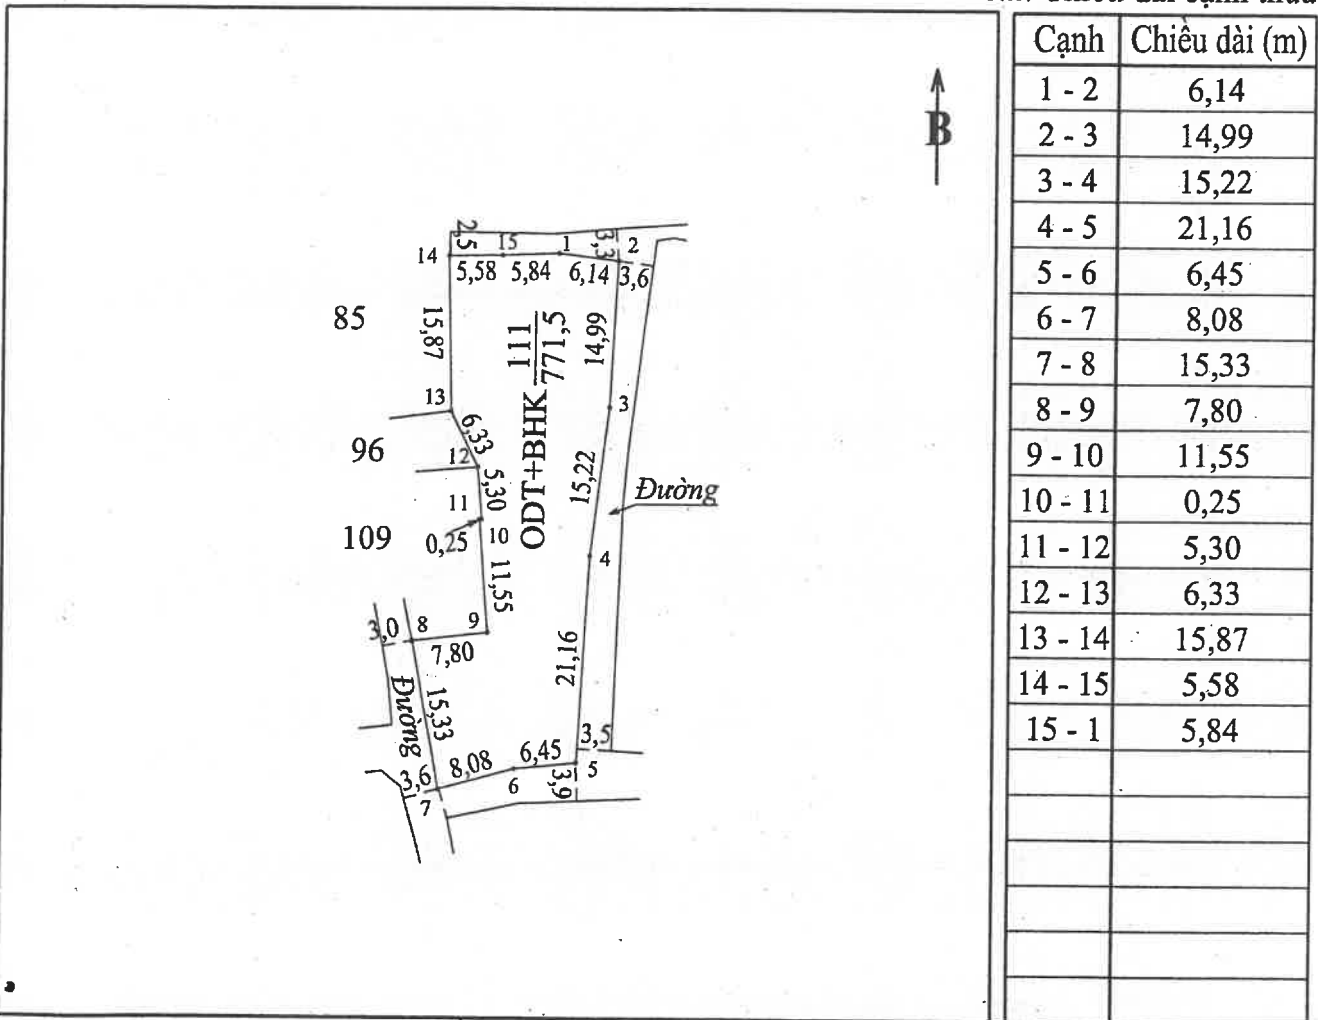 Cạnh Chiều dài (m)
1 - 2 6,14
2 - 3 14,99
3 - 4 15,22
4 - 5 21,16
5 - 6 6,45
6 - 7 8,08
7 - 8 15,33
8 - 9 7,80
9 - 10 11,55
10 - 11 0,25
11 - 12 5,30
12 - 13 6,33
13 - 14 15,87
14 - 15 5,58
15 - 1 5,84
B
2,5 15 1 3,3 2
14 5,58 5,84 6,14 3,6
85 15,87 14,99
ODT+BHK 111
771,5
13 3
6,33
96 12
5,30 15,22
11 Đường
109 0,25 10
4
11,55
3,0 8 9
7,80
21,16
Đường 15,33
3,5
6,45
8,08 5
3,6 6 3,9
7